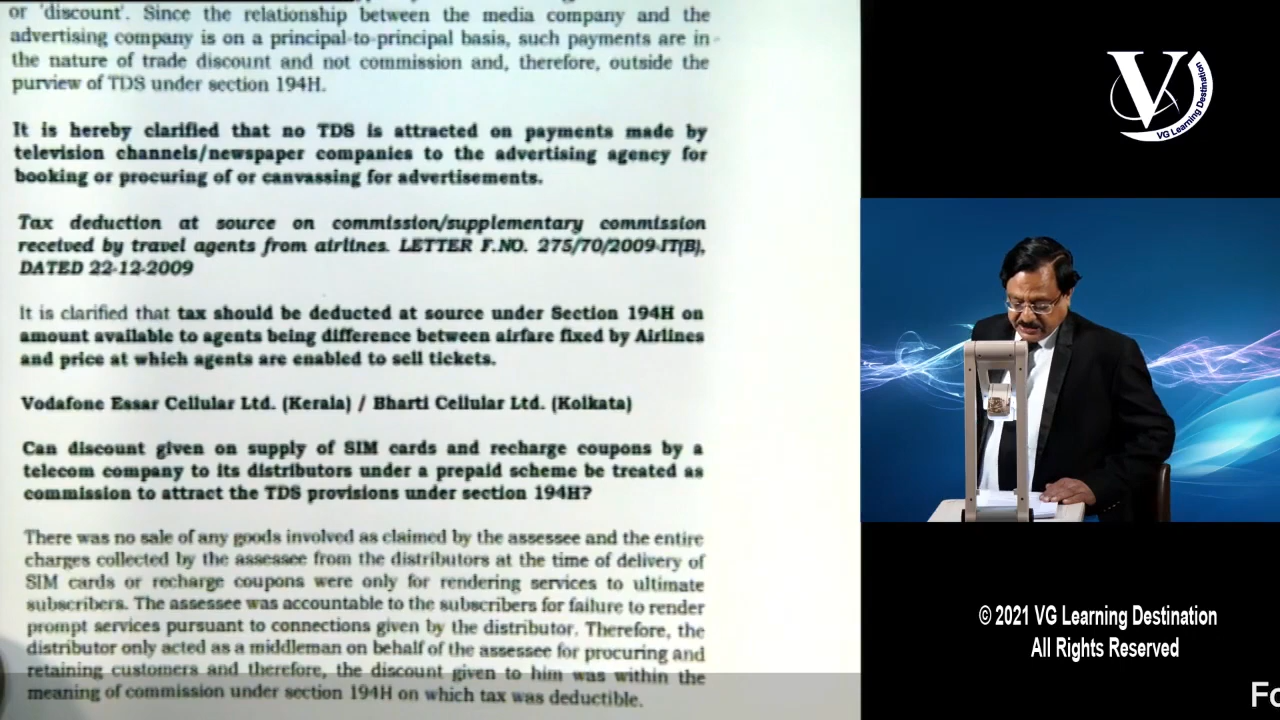 or 'discount'. Since the relationship between the media company and the
advertising company is on a principal-to-principal basis, such payments are in
the nature of trade discount and not commission and, therefore, outside the
purview of TDS under section 194H.
It is hereby clarified that no TDS is attracted on payments made by
television channels/newspaper companies to the advertising agency for
booking or procuring of or canvassing for advertisements.
Tax deduction at source on commission/supplementary commission
received by travel agents from airlines. LETTER F.NO. 275/70/2009-IT(B),
DATED 22-12-2009
It is clarified that tax should be deducted at source under Section 194H on
amount available to agents being difference between airfare fixed by Airlines
and price at which agents are enabled to sell tickets.
Vodafone Essar Cellular Ltd. (Kerala) / Bharti Cellular Ltd. (Kolkata)
Can discount given on supply of SIM cards and recharge coupons by a
telecom company to its distributors under a prepaid scheme be treated as
commission to attract the TDS provisions under section 194H?
There was no sale of any goods involved as claimed by the assessee and the entire
charges collected by the assessee from the distributors at the time of delivery of
SIM cards or recharge coupons were only for rendering services to ultimate
subscribers. The assessee was accountable to the subscribers for failure to render
prompt services pursuant to connections given by the distributor. Therefore, the
distributor only acted as a middleman on behalf of the assessee for procuring and
retaining customers and therefore, the discount given to him was within the
meaning of commission under section 194H on which tax was deductible.
V
VG Learning Destination
© 2021 VG Learning Destination
All Rights Reserved
Fo